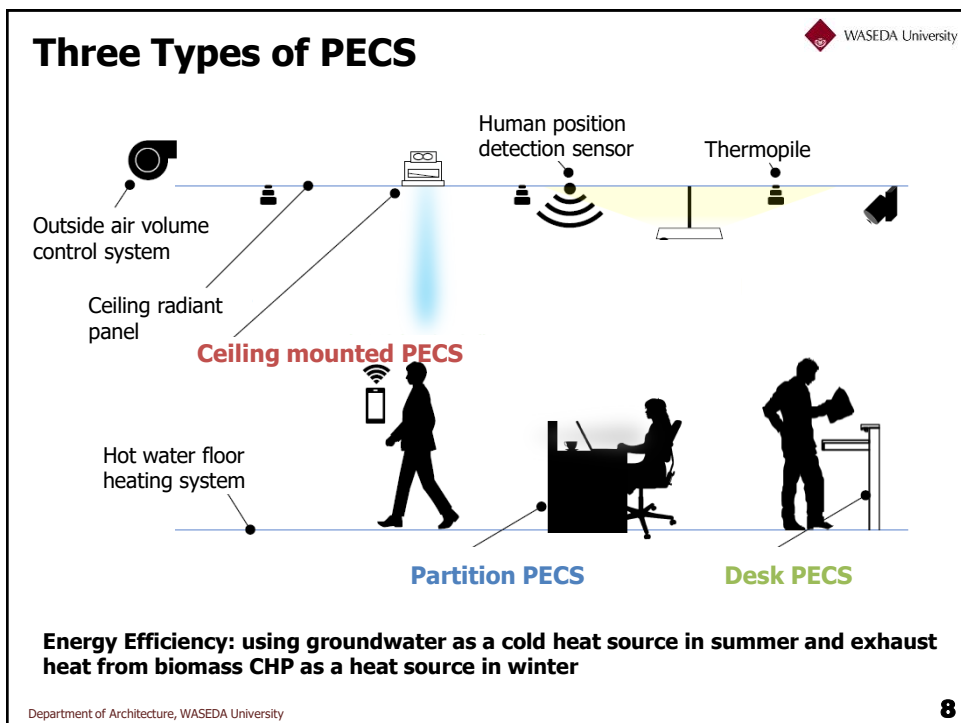 Three Types of PECS
WASEDA University
Human position
detection sensor
Thermopile
Outside air volume
control system
Ceiling radiant
panel
Ceiling mounted PECS
Hot water floor
heating system
Partition PECS
Desk PECS
Energy Efficiency: using groundwater as a cold heat source in summer and exhaust
heat from biomass CHP as a heat source in winter
Department of Architecture, WASEDA University
8